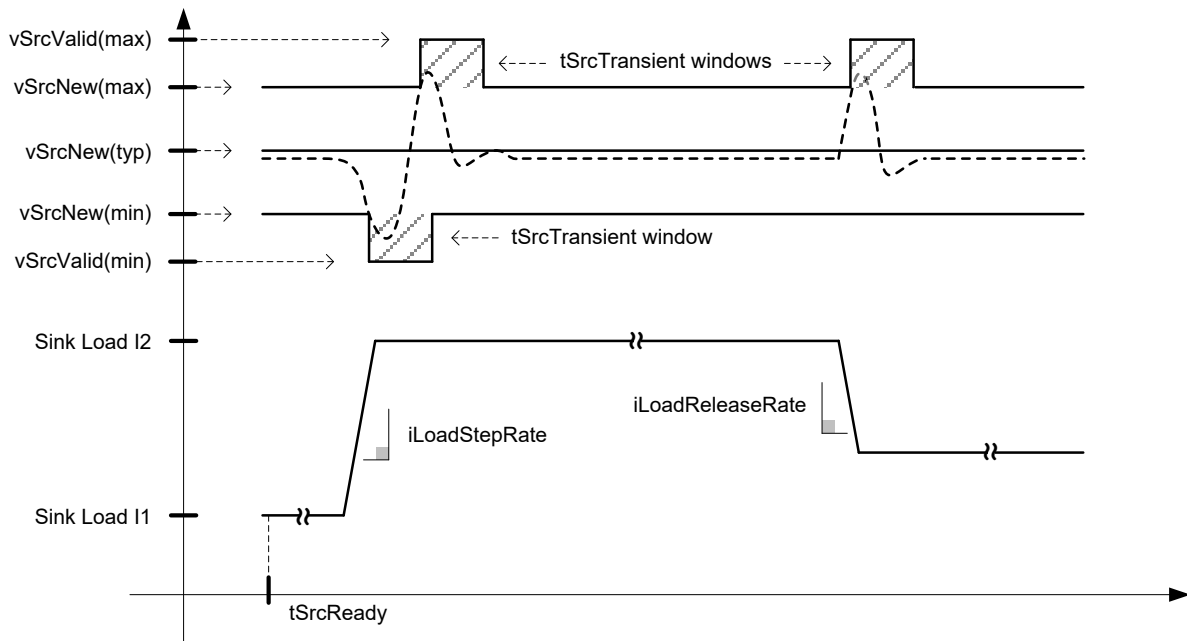 vSrcValid(max)
tSrcTransient windows
vSrcNew(max)
vSrcNew(typ)
vSrcNew(min)
tSrcTransient window
vSrcValid(min)
Sink Load I2
iLoadReleaseRate
iLoadStepRate
Sink Load I1
tSrcReady